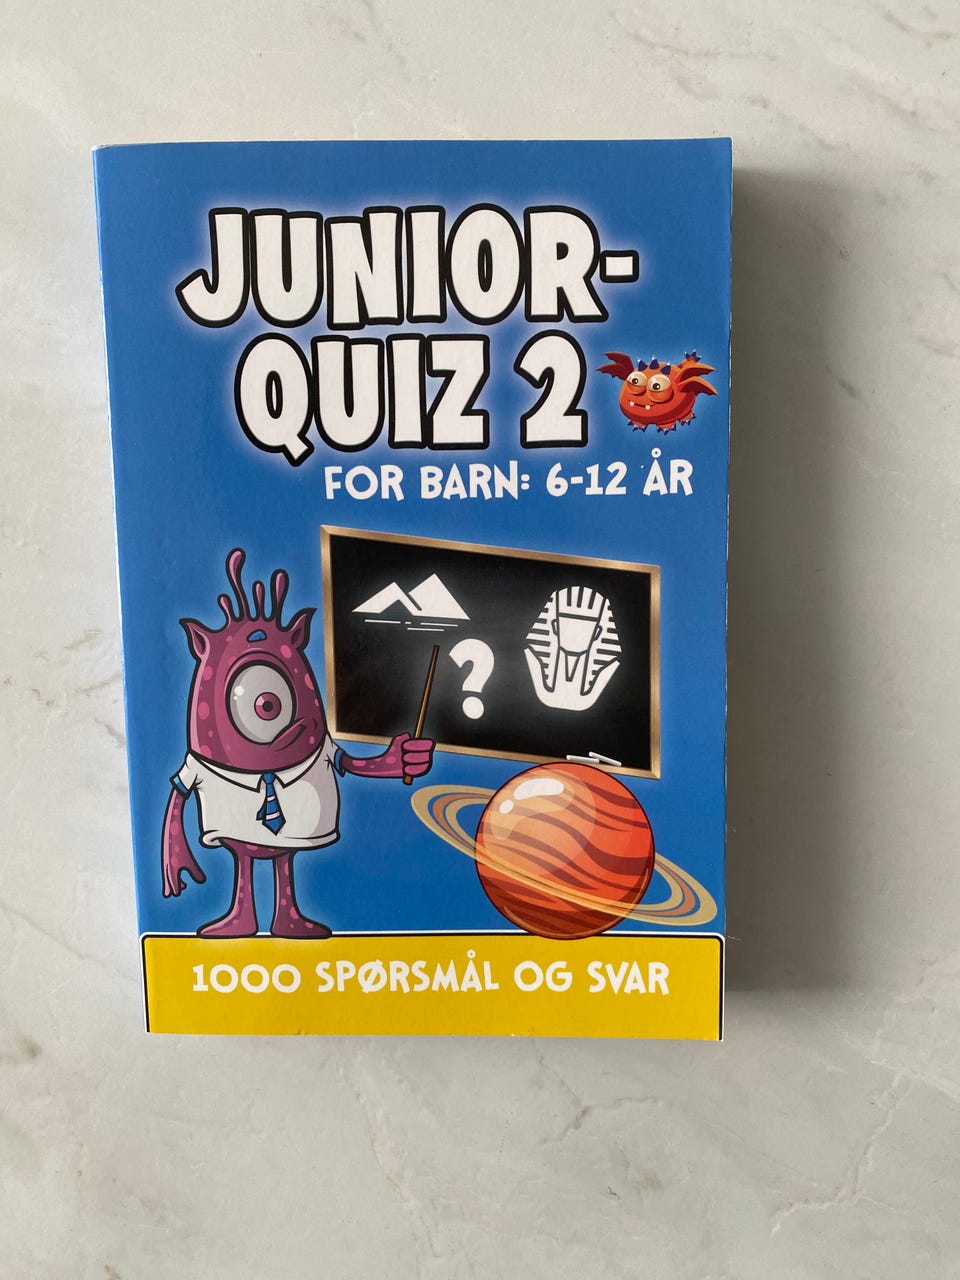 JUNIOR-
QUIZ 2
FOR BARN: 6-12 ÅR
?
1000 SPØRSMÅL OG SVAR